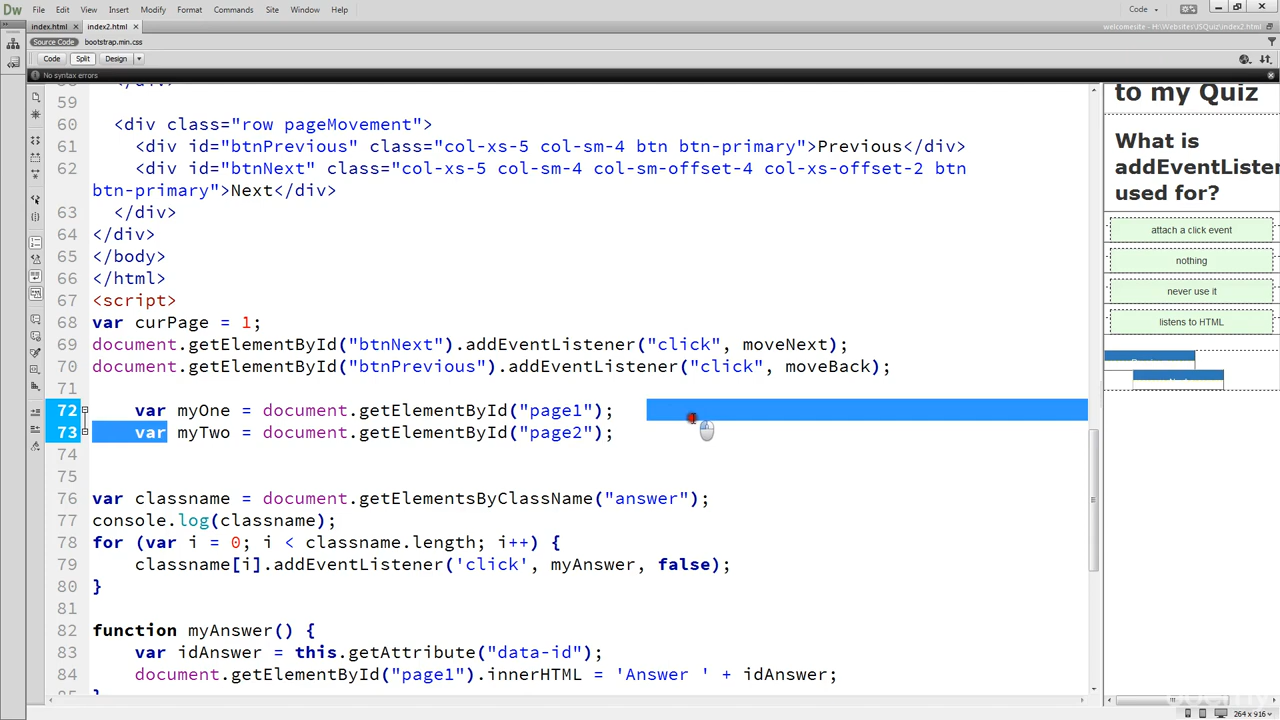 Dw File Edit View Insert Modify Format Commands Site Window Help Code
index.html × index2.html × welcomesite - H:\Websites\JSQuiz\index2.html
Source Code bootstrap.min.css
Code Split Design
No syntax errors
59
60 <div class="row pageMovement">
61 <div id="btnPrevious" class="col-xs-5 col-sm-4 btn btn-primary">Previous</div>
62 <div id="btnNext" class="col-xs-5 col-sm-4 col-sm-offset-4 col-xs-offset-2 btn
btn-primary">Next</div>
63 </div>
64 </div>
65 </body>
66 </html>
67 <script>
68 var curPage = 1;
69 document.getElementById("btnNext").addEventListener("click", moveNext);
70 document.getElementById("btnPrevious").addEventListener("click", moveBack);
71
72 var myOne = document.getElementById("page1");
73 var myTwo = document.getElementById("page2");
74
75
76 var classname = document.getElementsByClassName("answer");
77 console.log(classname);
78 for (var i = 0; i < classname.length; i++) {
79 classname[i].addEventListener('click', myAnswer, false);
80 }
81
82 function myAnswer() {
83 var idAnswer = this.getAttribute("data-id");
84 document.getElementById("page1").innerHTML = 'Answer ' + idAnswer;
to my Quiz
What is
addEventListener
used for?
attach a click event
nothing
never use it
listens to HTML
264 x 916